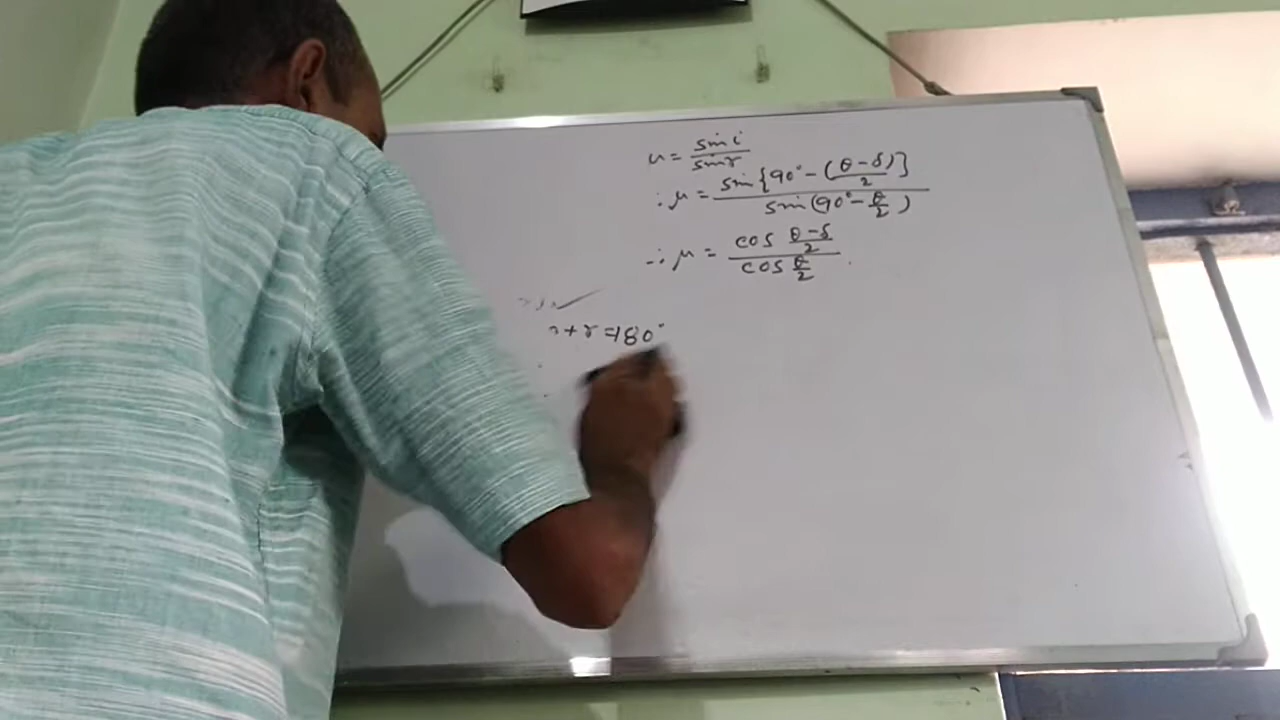 μ = sin i / sin r
∴ μ = sin{90° - (θ-δ)/2} / sin(90° - θ/2)
∴ μ = cos (θ-δ)/2 / cos θ/2
+ r = 180°